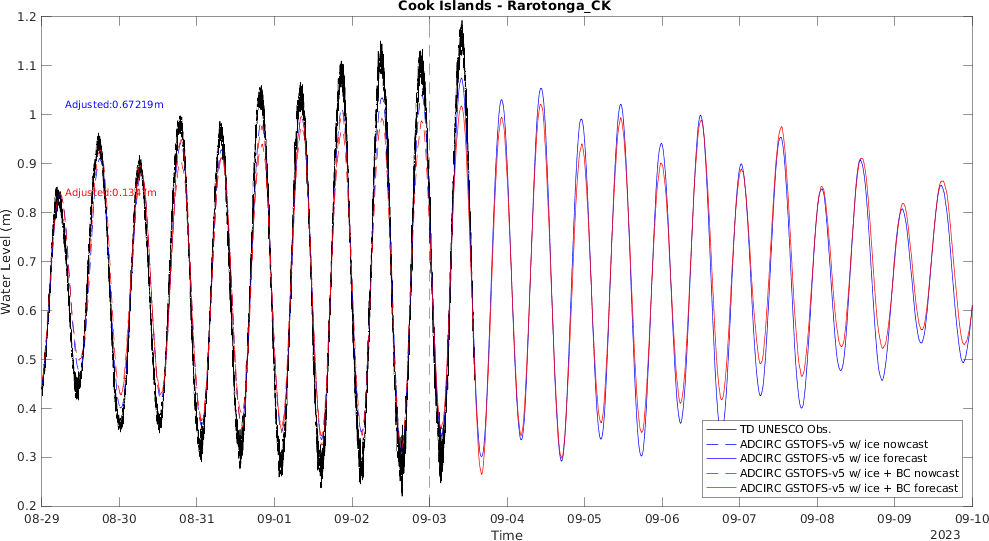 Cook Islands - Rarotonga_CK
Water Level (m)
1.2
1.1
1
0.9
0.8
0.7
0.6
0.5
0.4
0.3
0.2
Adjusted:0.67219m
Adjusted:0.1347m
TD UNESCO Obs.
ADCIRC GSTOFS-v5 w/ ice nowcast
ADCIRC GSTOFS-v5 w/ ice forecast
ADCIRC GSTOFS-v5 w/ ice + BC nowcast
ADCIRC GSTOFS-v5 w/ ice + BC forecast
08-29 08-30 08-31 09-01 09-02 09-03 09-04 09-05 09-06 09-07 09-08 09-09 09-10
Time
2023